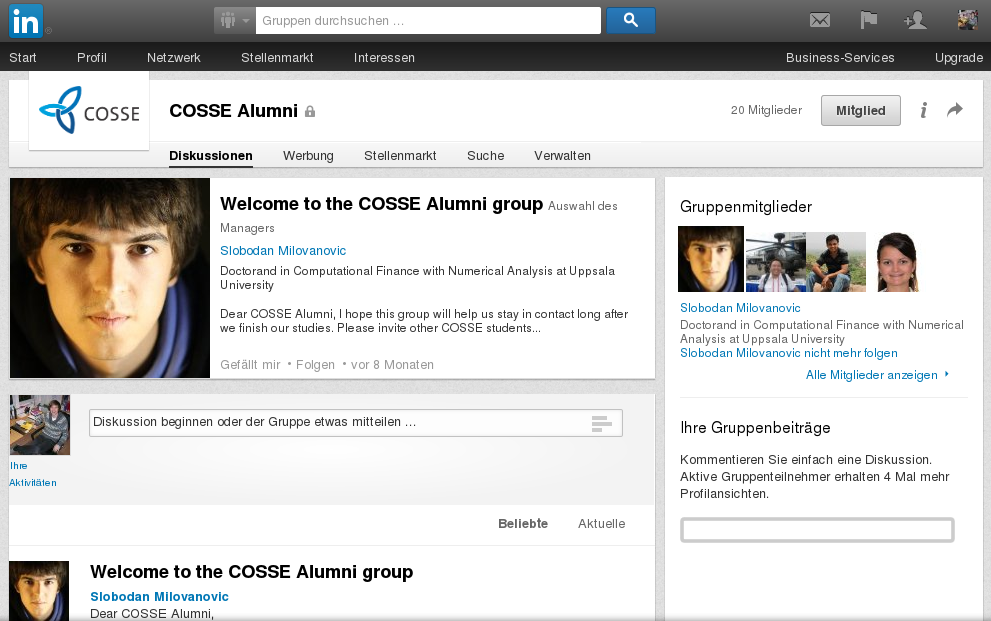 in
Gruppen durchsuchen ...
Start Profil Netzwerk Stellenmarkt Interessen Business-Services Upgrade
COSSE
COSSE Alumni
20 Mitglieder
Mitglied
i
Diskussionen Werbung Stellenmarkt Suche Verwalten
Welcome to the COSSE Alumni group Auswahl des
Managers
Slobodan Milovanovic
Doctorand in Computational Finance with Numerical Analysis at Uppsala
University
Dear COSSE Alumni, I hope this group will help us stay in contact long after
we finish our studies. Please invite other COSSE students...
Gefällt mir • Folgen • vor 8 Monaten
Ihre
Aktivitäten
Diskussion beginnen oder der Gruppe etwas mitteilen ...
Beliebte Aktuelle
Welcome to the COSSE Alumni group
Slobodan Milovanovic
Dear COSSE Alumni,
Gruppenmitglieder
Slobodan Milovanovic
Doctorand in Computational Finance with Numerical
Analysis at Uppsala University
Slobodan Milovanovic nicht mehr folgen
Alle Mitglieder anzeigen
Ihre Gruppenbeiträge
Kommentieren Sie einfach eine Diskussion.
Aktive Gruppenteilnehmer erhalten 4 Mal mehr
Profilansichten.